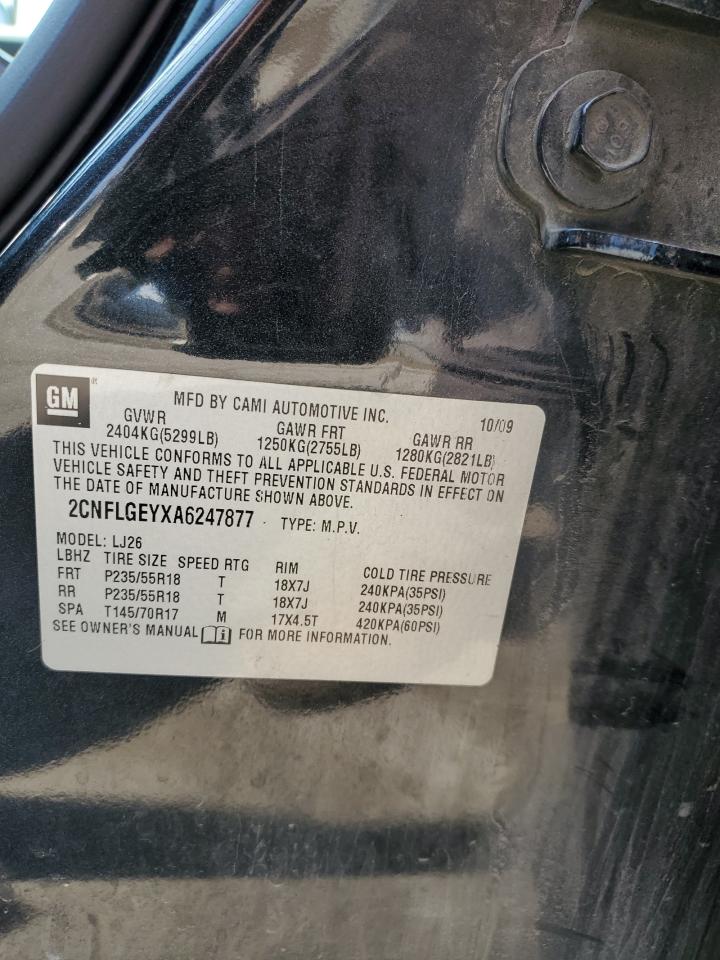 GM
MFD BY CAMI AUTOMOTIVE INC. 10/09
GVWR GAWR FRT GAWR RR
2404KG(5299LB) 1250KG(2755LB) 1280KG(2821LB)
THIS VEHICLE CONFORMS TO ALL APPLICABLE U.S. FEDERAL MOTOR
VEHICLE SAFETY AND THEFT PREVENTION STANDARDS IN EFFECT ON
THE DATE OF MANUFACTURE SHOWN ABOVE.
2CNFLGEYXA6247877 TYPE: M.P.V.
MODEL: LJ26
LBHZ TIRE SIZE SPEED RTG RIM COLD TIRE PRESSURE
FRT P235/55R18 T 18X7J 240KPA(35PSI)
RR P235/55R18 T 18X7J 240KPA(35PSI)
SPA T145/70R17 M 17X4.5T 420KPA(60PSI)
SEE OWNER'S MANUAL FOR MORE INFORMATION.